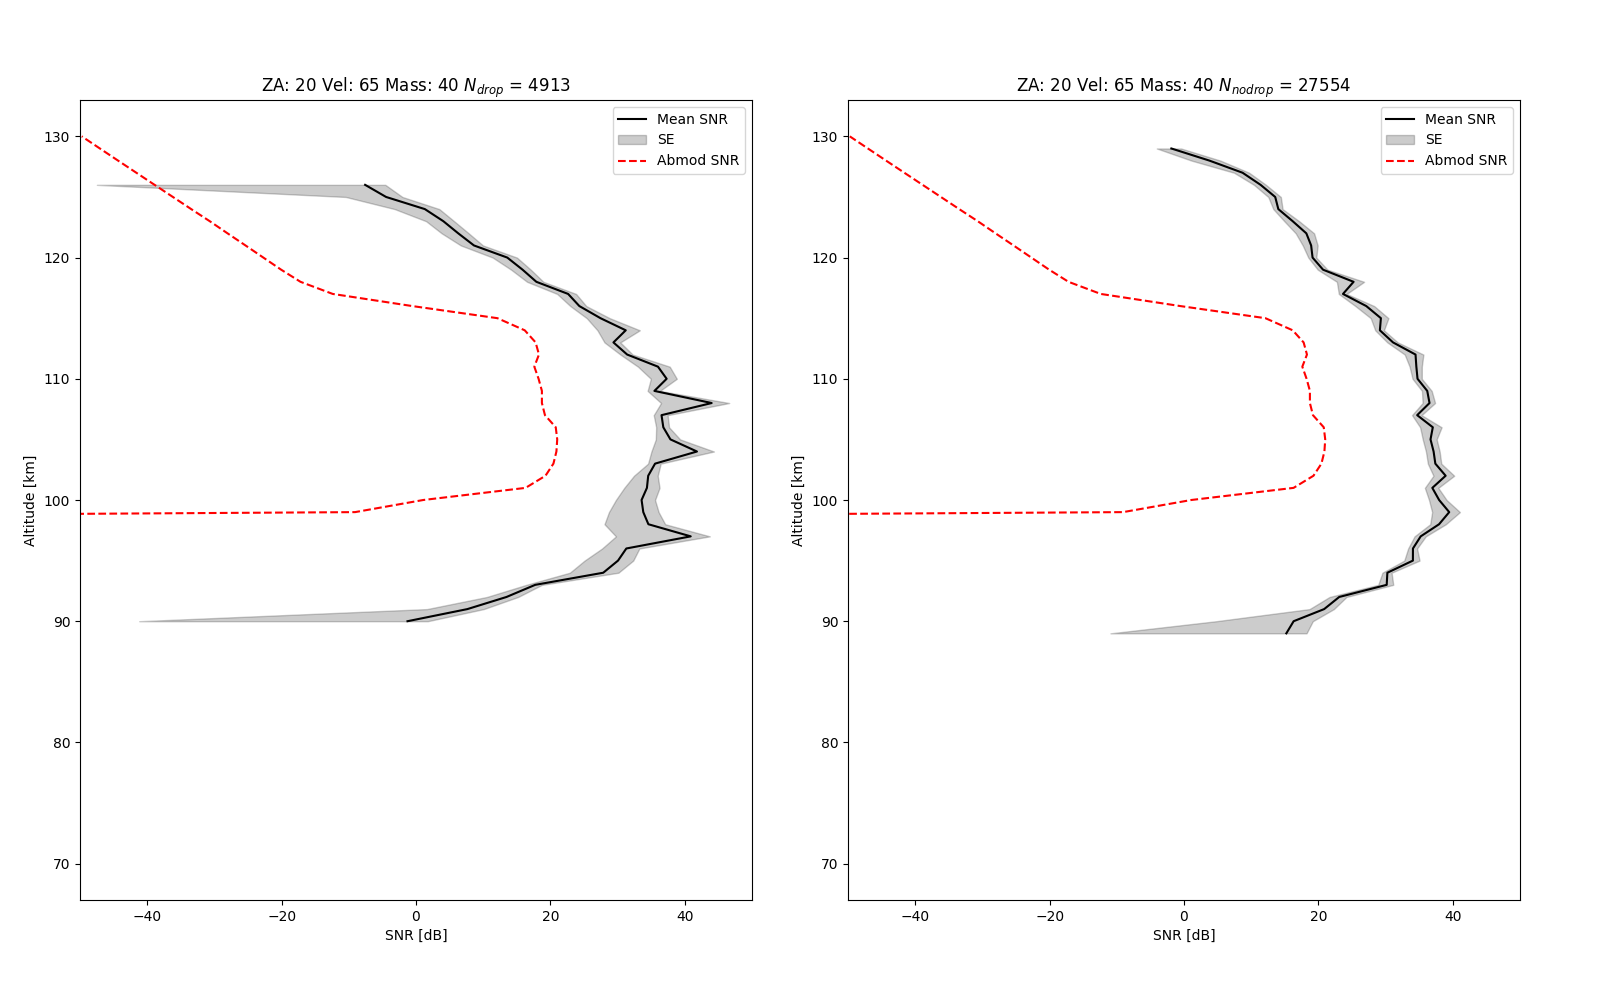 ZA: 20 Vel: 65 Mass: 40 N_drop = 4913
Mean SNR
SE
Abmod SNR
130
120
110
100
90
80
70
Altitude [km]
−40
−20
0
20
40
SNR [dB]
ZA: 20 Vel: 65 Mass: 40 N_nodrop = 27554
Mean SNR
SE
Abmod SNR
130
120
110
100
90
80
70
Altitude [km]
−40
−20
0
20
40
SNR [dB]